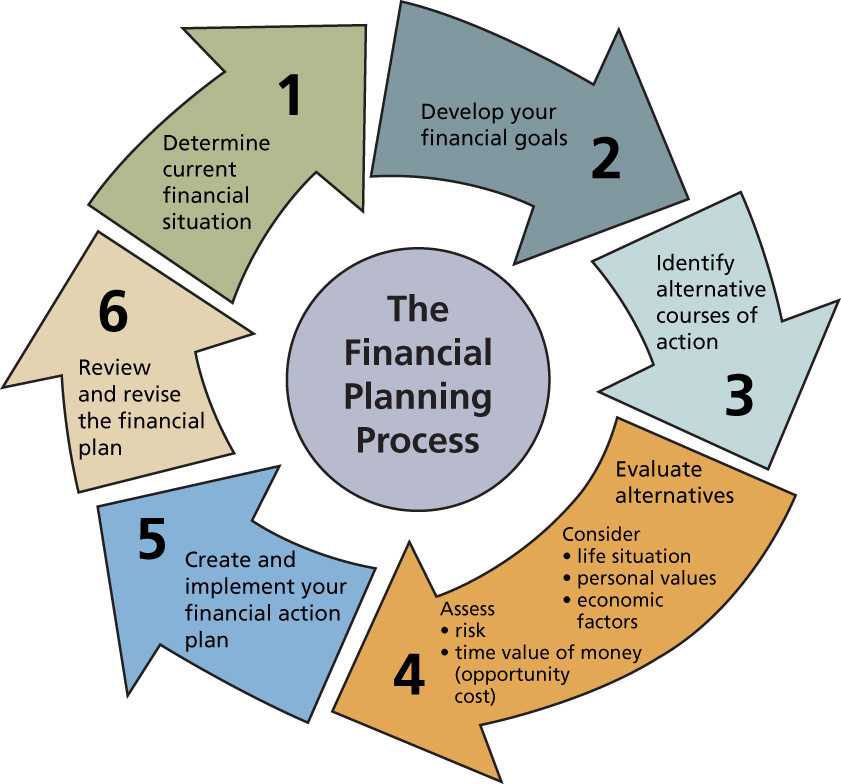 The
Financial
Planning
Process
1
Determine
current
financial
situation
Develop your
financial goals
2
Identify
alternative
courses of
action
3
Evaluate
alternatives
Consider
• life situation
• personal values
• economic
factors
Assess
• risk
• time value of money
(opportunity
cost)
4
5
Create and
implement your
financial action
plan
6
Review
and revise
the financial
plan